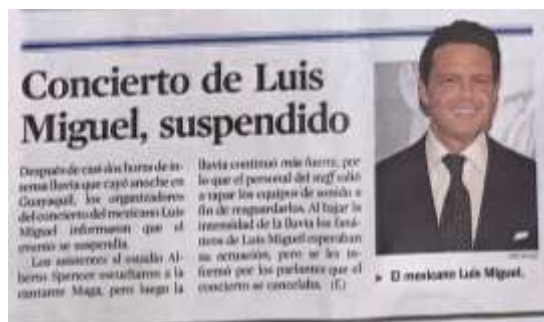 Concierto de Luis
Miguel, suspendido
Después de casi dos horas de in-
tensa lluvia que cayó anoche en
Guayaquil, los organizadores
del concierto del mexicano Luis
Miguel informaron que el
evento se suspendía.
Los asistentes al estadio Al-
berto Spencer escucharon a la
cantante Maga, pero luego la
lluvia continuó más fuerte, por
lo que el personal del staff salió
a tapar los equipos de sonido a
fin de resguardarlos. Al bajar la
intensidad de la lluvia los faná-
ticos de Luis Miguel esperaban
su actuación, pero se les in-
formó por los parlantes que el
concierto se cancelaba. (E)
▸ El mexicano Luis Miguel.